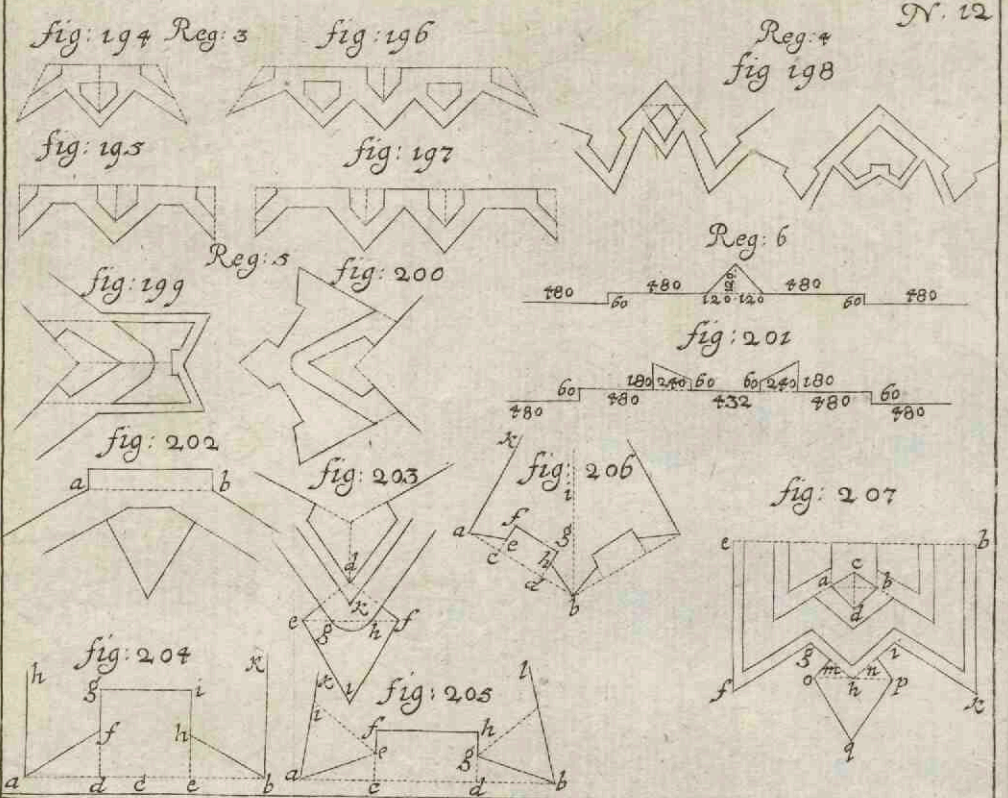 N. 12
fig: 194 Reg: 3 fig: 196
Reg: 4
fig 198
fig: 195 fig: 197
Reg: 5
fig: 199 fig: 200
Reg: 6
480 60 480 120 120 480 60 480
fig: 201
480 60 480 180 240 60 432 60 240 180 480 60 480
fig: 202
a b
fig: 203
d
k
e g h f
i
fig: 206
k i
a f g
c e h
d
b
fig: 207
e b
c
a b
d
g i
f m n k
o h p
q
fig: 204
h k
g i
f h
a d c e b
fig: 205
k l
i
f h
e g
a c d b